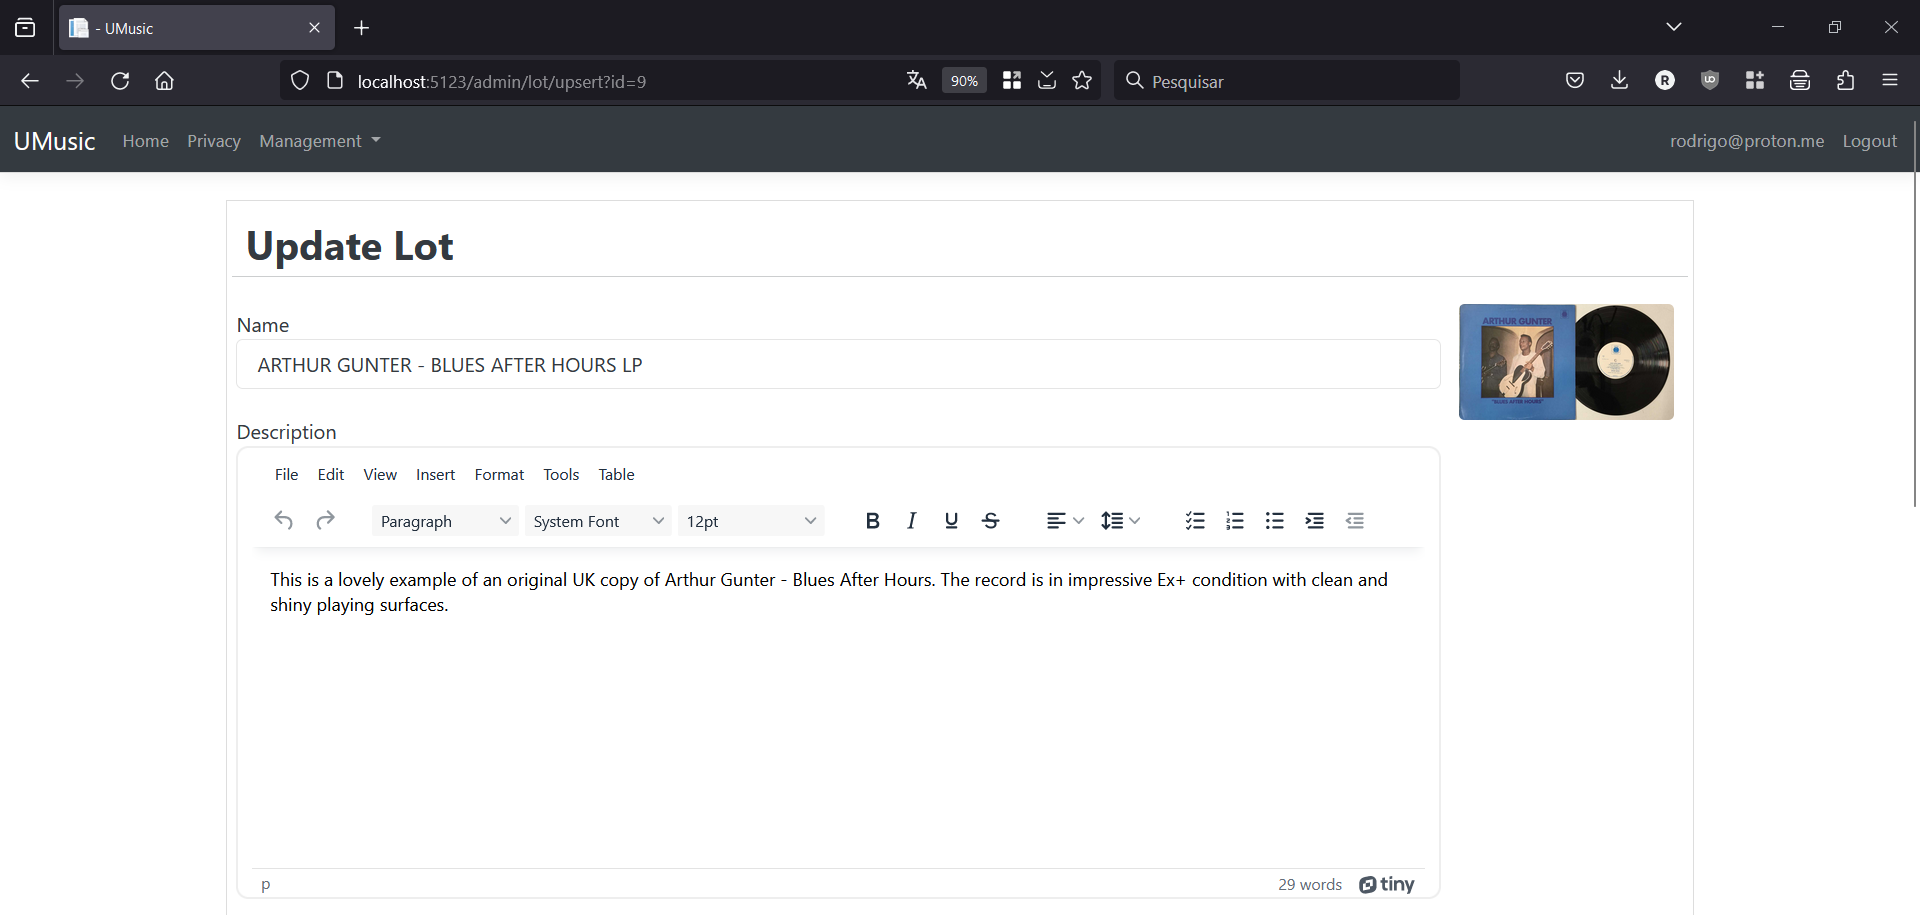 - UMusic
localhost:5123/admin/lot/upsert?id=9
90%
Pesquisar
UMusic
Home
Privacy
Management
rodrigo@proton.me
Logout
Update Lot
Name
ARTHUR GUNTER - BLUES AFTER HOURS LP
ARTHUR GUNTER
"BLUES AFTER HOURS"
Description
File
Edit
View
Insert
Format
Tools
Table
Paragraph
System Font
12pt
This is a lovely example of an original UK copy of Arthur Gunter - Blues After Hours. The record is in impressive Ex+ condition with clean and
shiny playing surfaces.
p
29 words
tiny